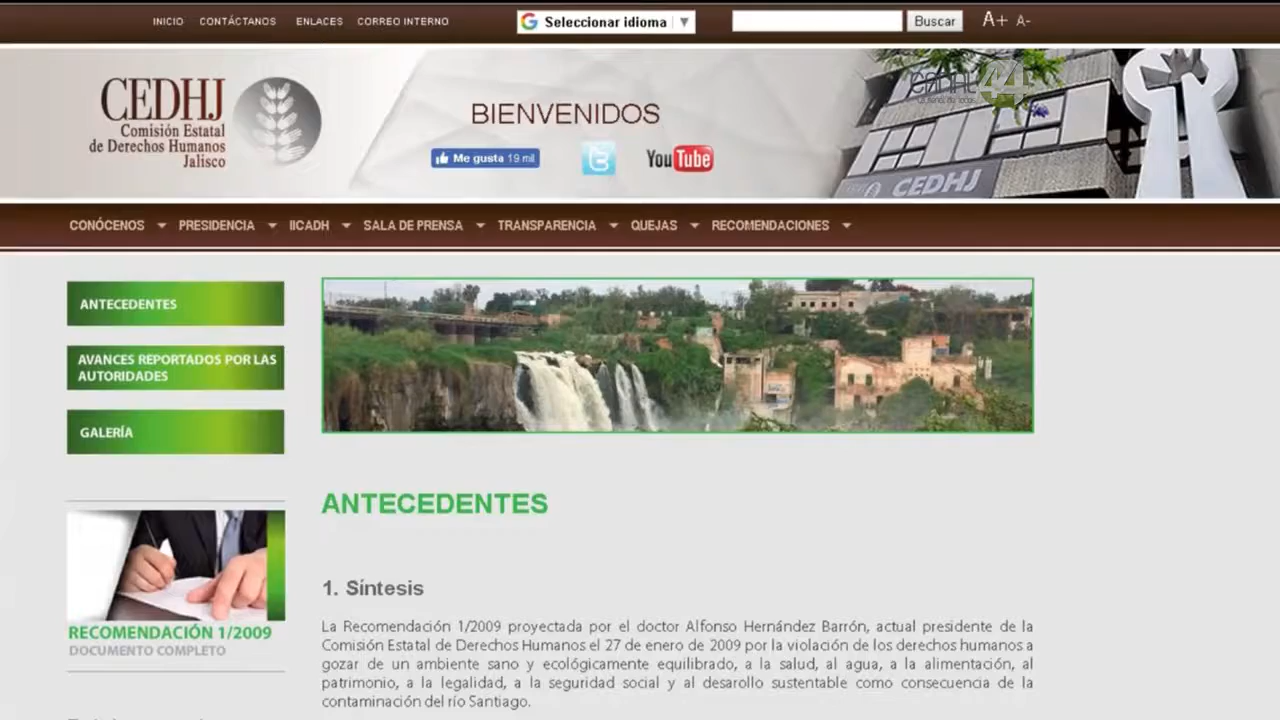 INICIO CONTÁCTANOS ENLACES CORREO INTERNO Seleccionar idioma Buscar A+ A-
CEDHJ
Comisión Estatal
de Derechos Humanos
Jalisco
BIENVENIDOS
Me gusta 19 mil
YouTube
CANAL 44
CEDHJ
CONÓCENOS PRESIDENCIA IICADH SALA DE PRENSA TRANSPARENCIA QUEJAS RECOMENDACIONES
ANTECEDENTES
AVANCES REPORTADOS POR LAS
AUTORIDADES
GALERÍA
RECOMENDACIÓN 1/2009
DOCUMENTO COMPLETO
ANTECEDENTES
1. Síntesis
La Recomendación 1/2009 proyectada por el doctor Alfonso Hernández Barrón, actual presidente de la
Comisión Estatal de Derechos Humanos el 27 de enero de 2009 por la violación de los derechos humanos a
gozar de un ambiente sano y ecológicamente equilibrado, a la salud, al agua, a la alimentación, al
patrimonio, a la legalidad, a la seguridad social y al desarollo sustentable como consecuencia de la
contaminación del río Santiago.